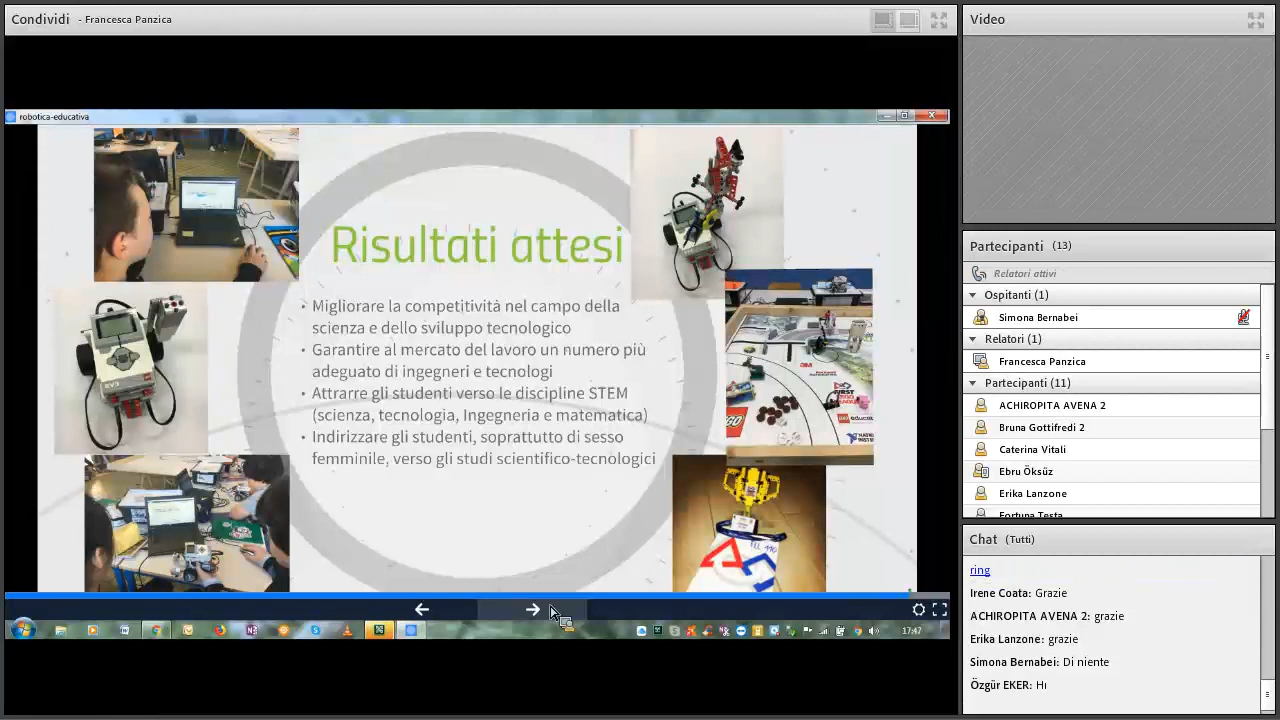 Condividi - Francesca Panzica
Video
robotica-educativa
Risultati attesi
• Migliorare la competitività nel campo della
scienza e dello sviluppo tecnologico
• Garantire al mercato del lavoro un numero più
adeguato di ingegneri e tecnologi
• Attrarre gli studenti verso le discipline STEM
(scienza, tecnologia, Ingegneria e matematica)
• Indirizzare gli studenti, soprattutto di sesso
femminile, verso gli studi scientifico-tecnologici
EV3
FIRST
17:47
Partecipanti (13)
Relatori attivi
Ospitanti (1)
Simona Bernabei
Relatori (1)
Francesca Panzica
Partecipanti (11)
ACHIROPITA AVENA 2
Bruna Gottifredi 2
Caterina Vitali
Ebru Öksüz
Erika Lanzone
Fortuna Testa
Chat (Tutti)
ring
Irene Coata: Grazie
ACHIROPITA AVENA 2: grazie
Erika Lanzone: grazie
Simona Bernabei: Di niente
Özgür EKER: Hı